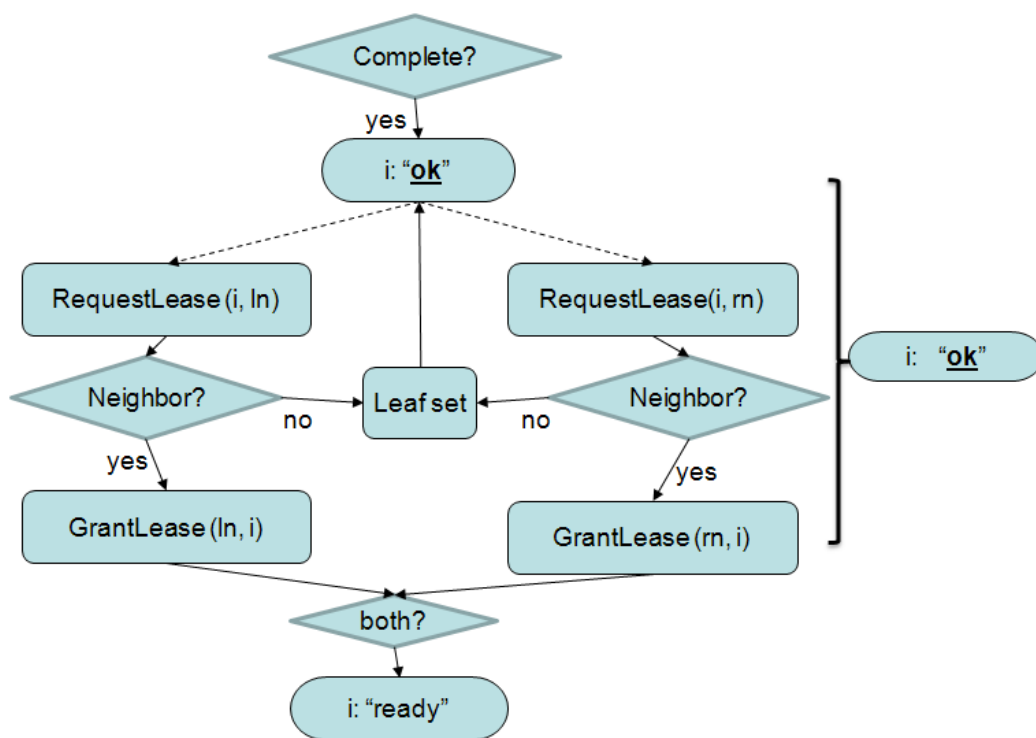 Complete?
yes
i: “ok”
RequestLease (i, ln)
RequestLease(i, rn)
i: “ok”
Neighbor?
no
Leaf set
no
Neighbor?
yes
yes
GrantLease (ln, i)
GrantLease (rn, i)
both?
i: “ready”